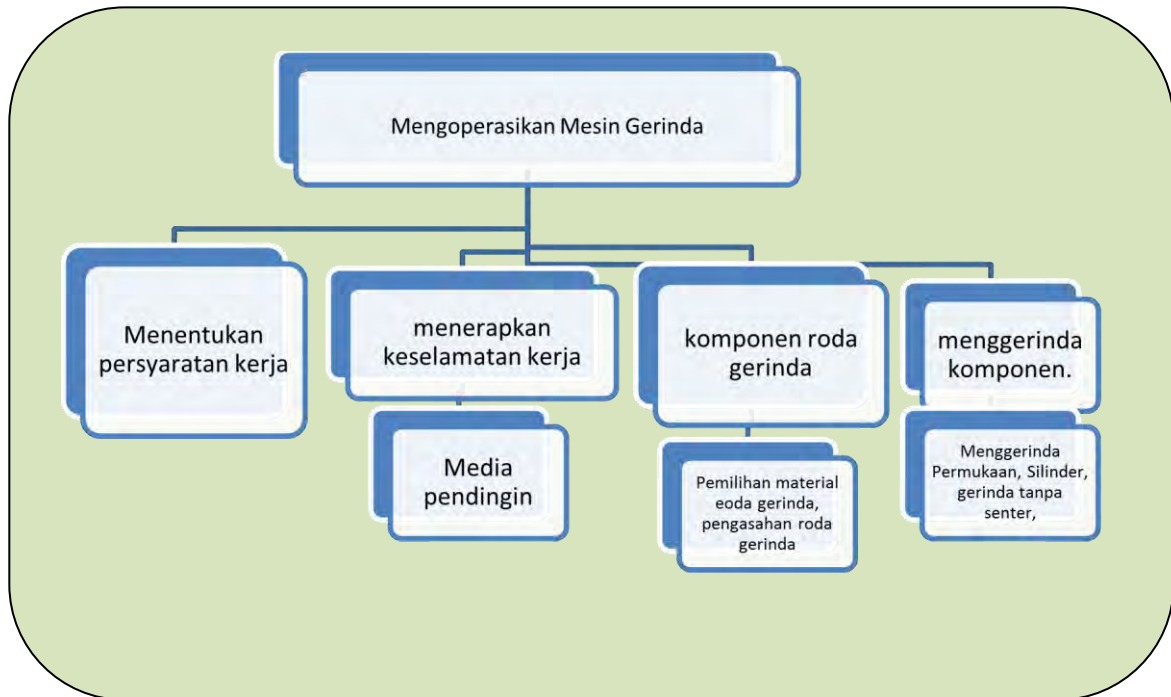 Mengoperasikan Mesin Gerinda
Menentukan
persyaratan kerja
menerapkan
keselamatan kerja
komponen roda
gerinda
menggerinda
komponen.
Media
pendingin
Pemilihan material
eoda gerinda,
pengasahan roda
gerinda
Menggerinda
Permukaan, Silinder,
gerinda tanpa
senter,